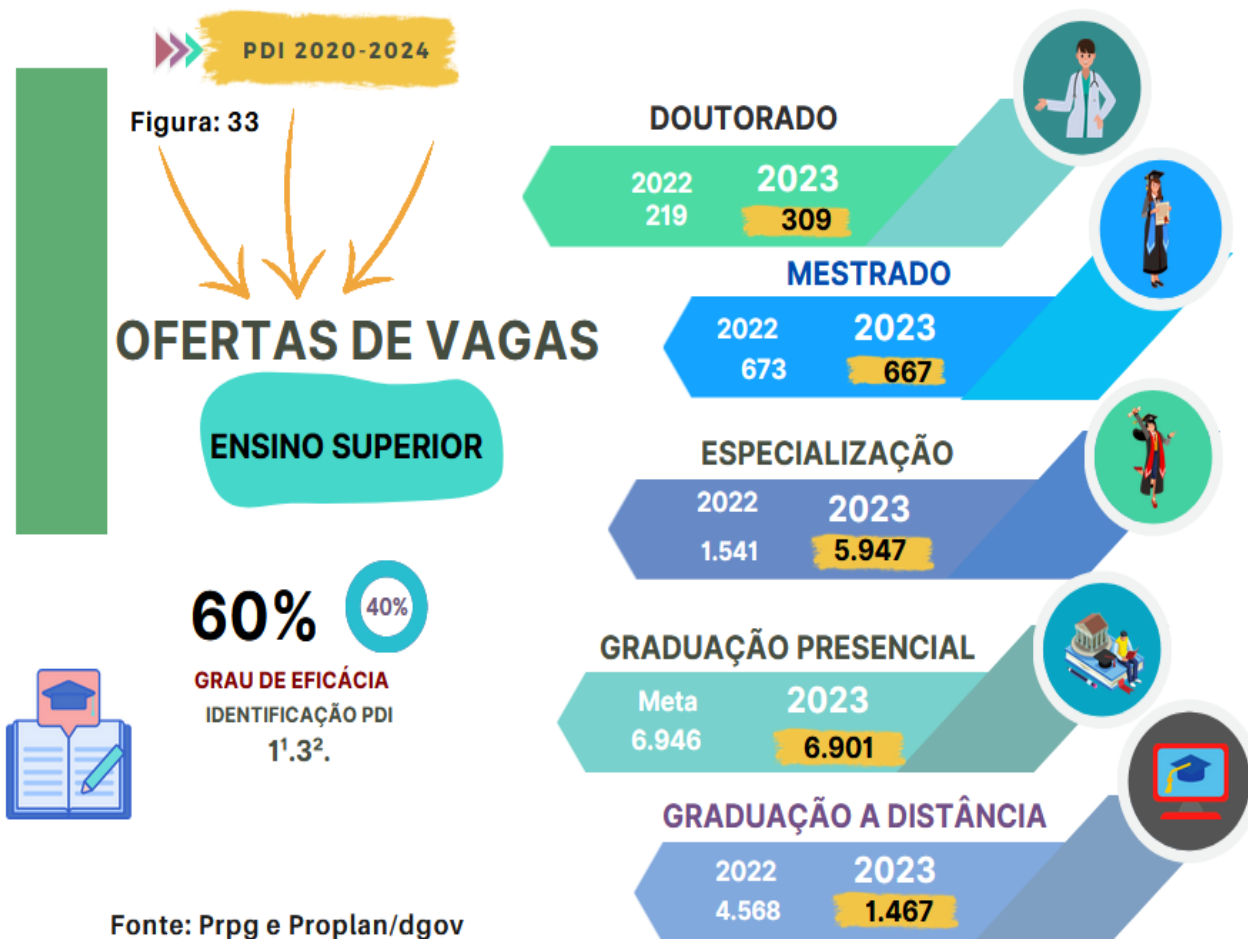 PDI 2020-2024
Figura: 33
OFERTAS DE VAGAS
ENSINO SUPERIOR
60%
40%
GRAU DE EFICÁCIA
IDENTIFICAÇÃO PDI
1¹.3².
DOUTORADO
2022 2023
219 309
MESTRADO
2022 2023
673 667
ESPECIALIZAÇÃO
2022 2023
1.541 5.947
GRADUAÇÃO PRESENCIAL
Meta 2023
6.946 6.901
GRADUAÇÃO A DISTÂNCIA
2022 2023
4.568 1.467
Fonte: Prpg e Proplan/dgov